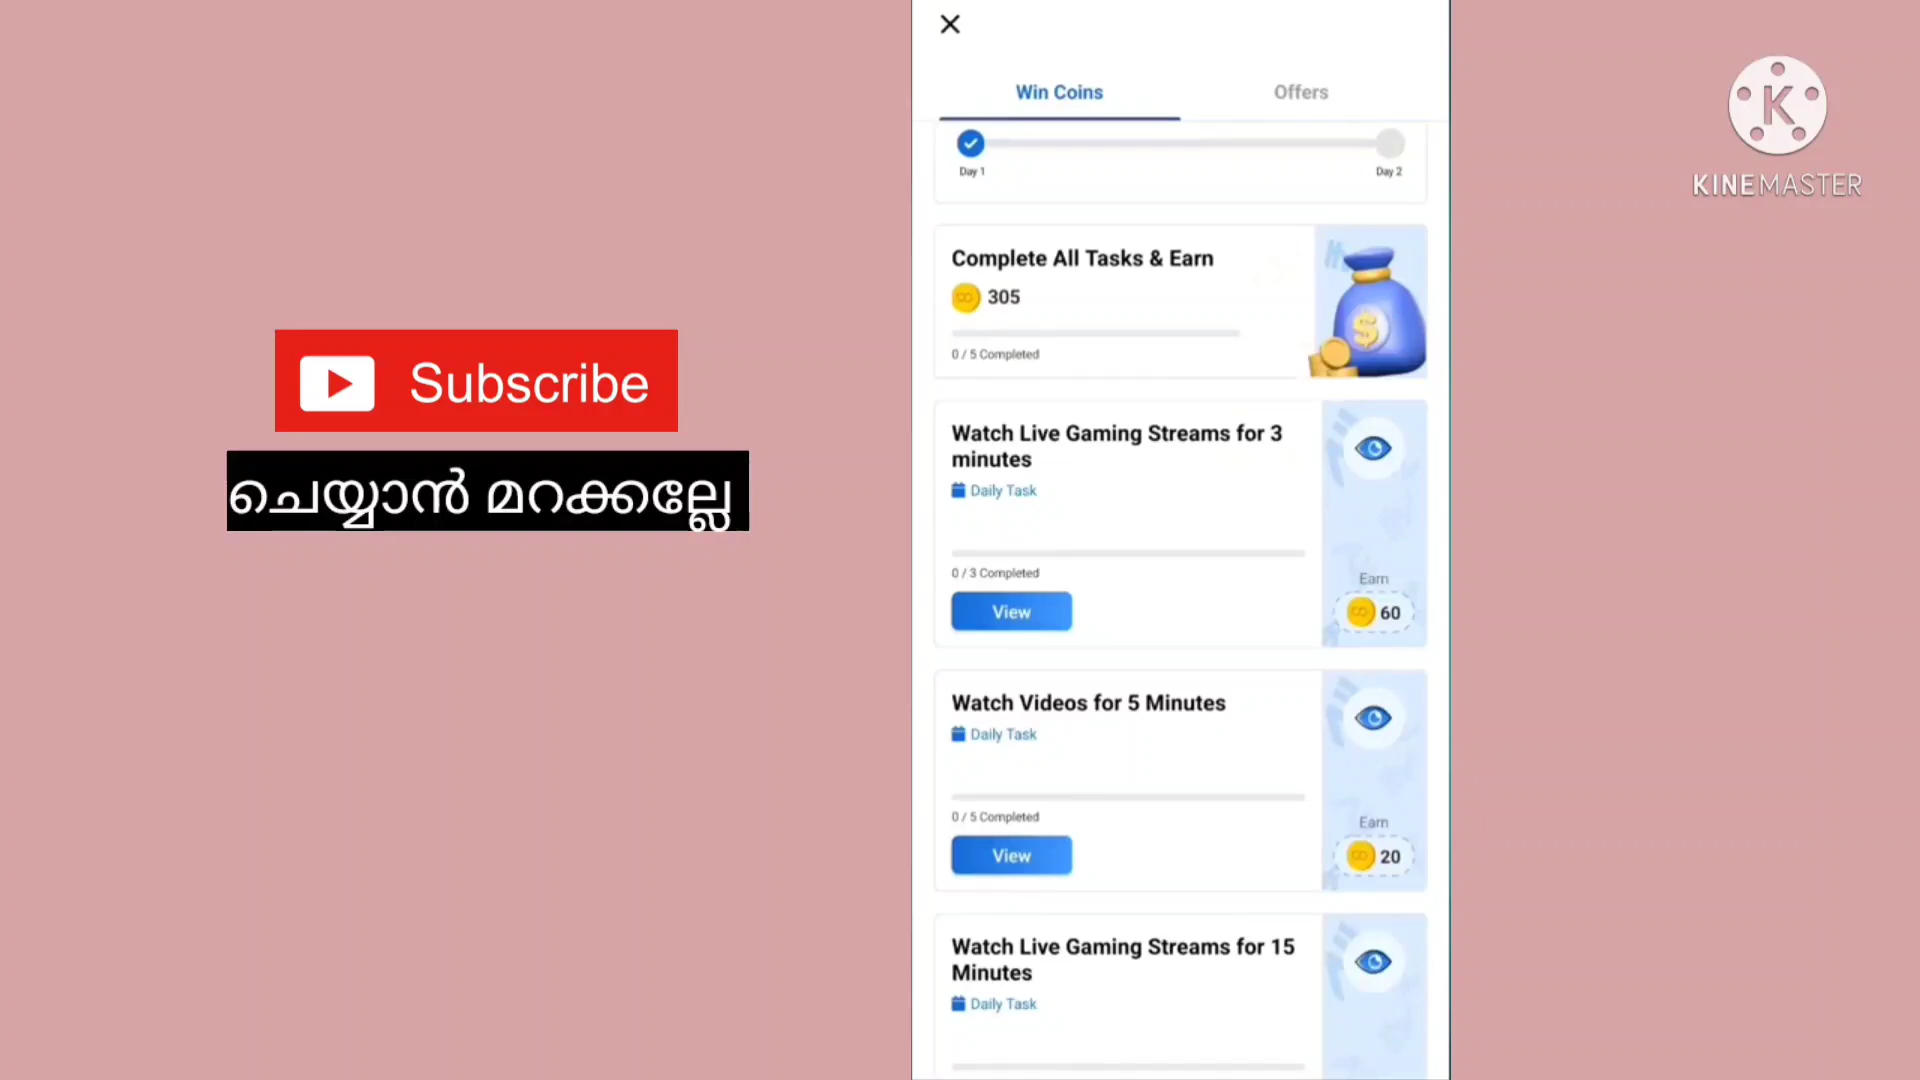 Win Coins
Offers
Day 1
Day 2
Complete All Tasks & Earn
305
0 / 5 Completed
Watch Live Gaming Streams for 3
minutes
Daily Task
0 / 3 Completed
View
Earn
60
Watch Videos for 5 Minutes
Daily Task
0 / 5 Completed
View
Earn
20
Watch Live Gaming Streams for 15
Minutes
Daily Task
Subscribe
ചെയ്യാൻ മറക്കല്ലേ
K
KINEMASTER